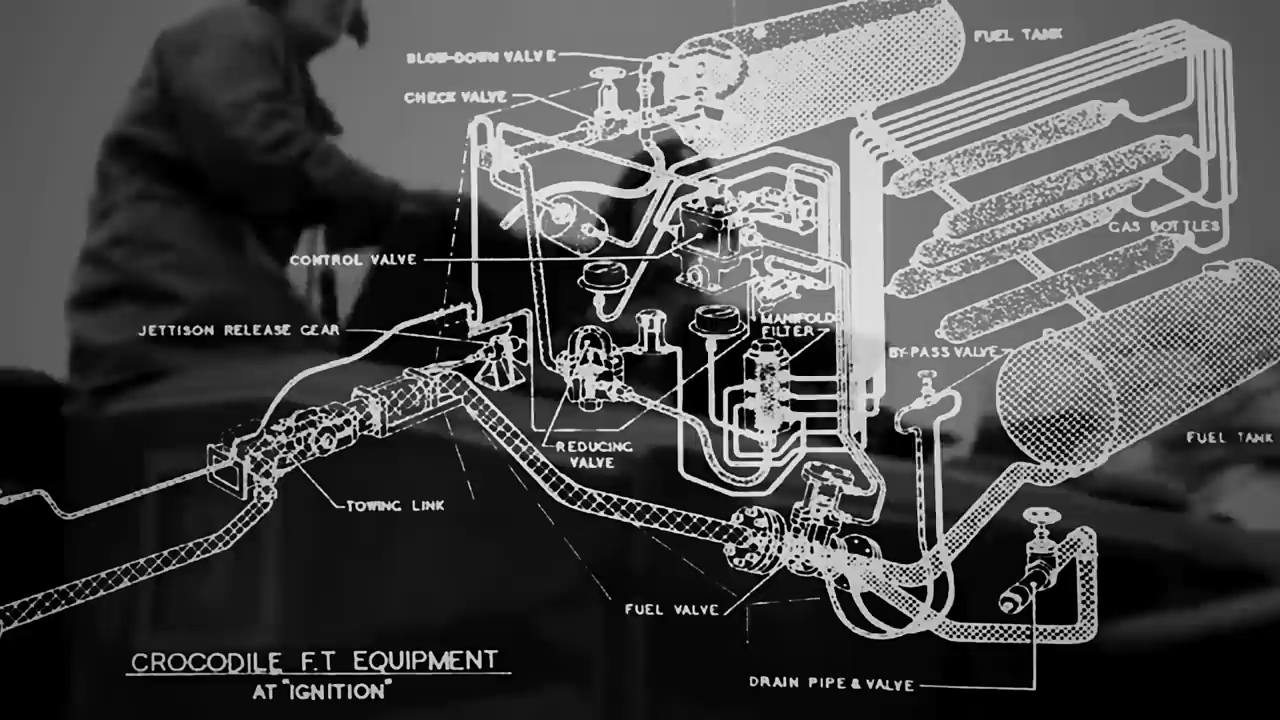 BLOW-DOWN VALVE
FUEL TANK
CHECK VALVE
GAS BOTTLES
CONTROL VALVE
JETTISON RELEASE GEAR
MANIFOLD
FILTER
BY-PASS VALVE
REDUCING
VALVE
FUEL TANK
TOWING LINK
FUEL VALVE
CROCODILE F.T EQUIPMENT
AT "IGNITION"
DRAIN PIPE & VALVE